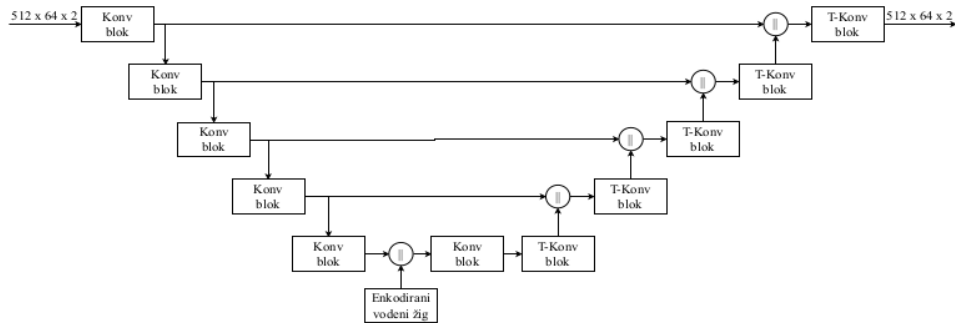 512 x 64 x 2
Konv
blok
||
T-Konv
blok
512 x 64 x 2
Konv
blok
||
T-Konv
blok
Konv
blok
||
T-Konv
blok
Konv
blok
||
T-Konv
blok
Konv
blok
||
Konv
blok
T-Konv
blok
Enkodirani
vodeni žig